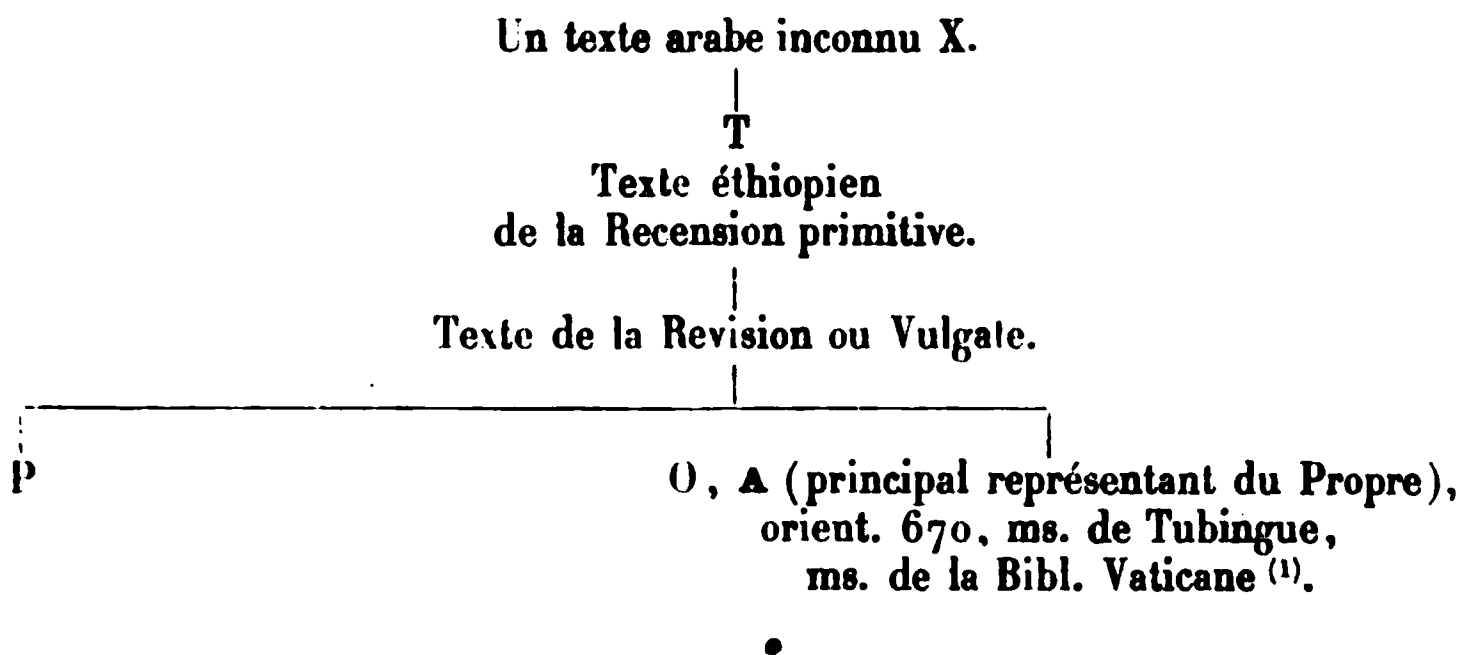 Un texte arabe inconnu X.
T
Texte éthiopien
de la Recension primitive.
Texte de la Revision ou Vulgate.
P
O, A (principal représentant du Propre),
orient. 670, ms. de Tubingue,
ms. de la Bibl. Vaticane (1).